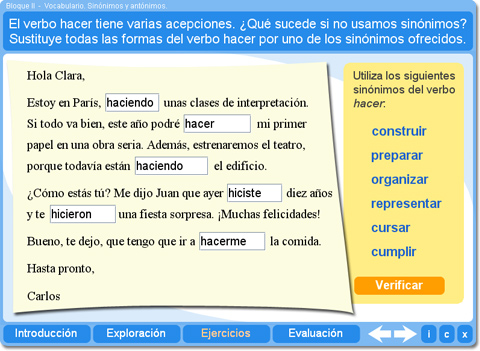 Bloque II - Vocabulario. Sinónimos y antónimos.
El verbo hacer tiene varias acepciones. ¿Qué sucede si no usamos sinónimos?
Sustituye todas las formas del verbo hacer por uno de los sinónimos ofrecidos.
Hola Clara,
Estoy en París, haciendo unas clases de interpretación.
Si todo va bien, este año podré hacer mi primer
papel en una obra seria. Además, estrenaremos el teatro,
porque todavía están haciendo el edificio.
¿Cómo estás tú? Me dijo Juan que ayer hiciste diez años
y te hicieron una fiesta sorpresa. ¡Muchas felicidades!
Bueno, te dejo, que tengo que ir a hacerme la comida.
Hasta pronto,
Carlos
Utiliza los siguientes
sinónimos del verbo
hacer:
construir
preparar
organizar
representar
cursar
cumplir
Verificar
Introducción Exploración Ejercicios Evaluación i c x